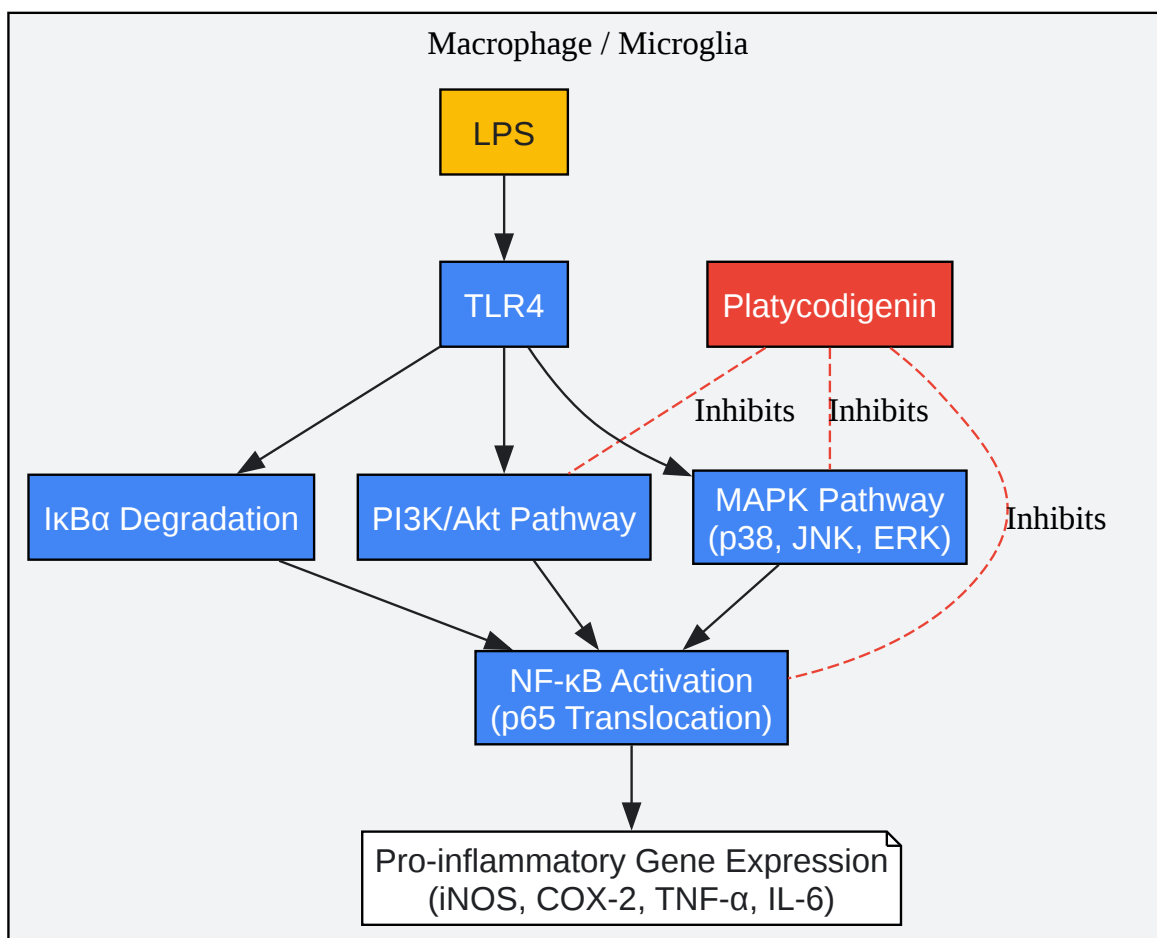 Macrophage / Microglia
LPS
TLR4
Platycodigenin
Inhibits
Inhibits
IκBα Degradation
PI3K/Akt Pathway
MAPK Pathway
(p38, JNK, ERK)
Inhibits
NF-κB Activation
(p65 Translocation)
Pro-inflammatory Gene Expression
(iNOS, COX-2, TNF-α, IL-6)